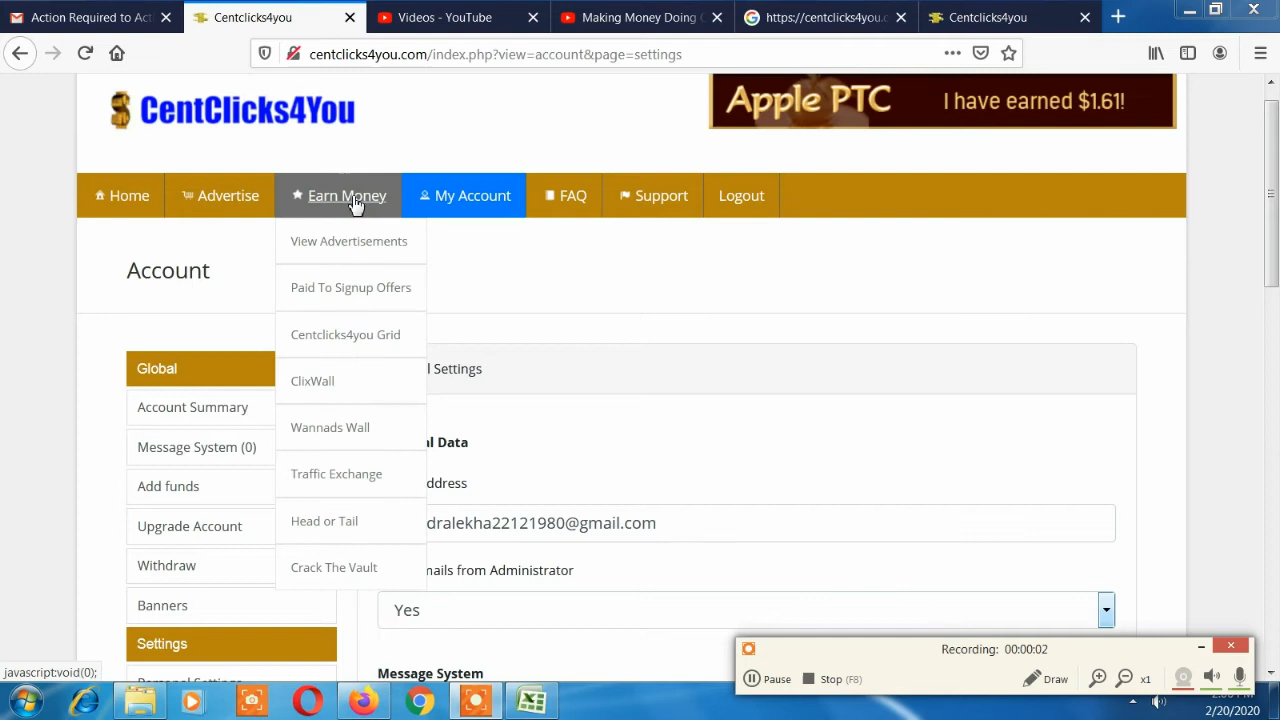 Action Required to Act
Centclicks4you
Videos - YouTube
Making Money Doing
https://centclicks4you.c
Centclicks4you
centclicks4you.com/index.php?view=account&page=settings
CentClicks4You
Apple PTC
I have earned $1.61!
Home
Advertise
Earn Money
My Account
FAQ
Support
Logout
View Advertisements
Paid To Signup Offers
Centclicks4you Grid
ClixWall
Wannads Wall
Traffic Exchange
Head or Tail
Crack The Vault
Account
Global
Account Summary
Message System (0)
Add funds
Upgrade Account
Withdraw
Banners
Settings
l Settings
l Data
ddress
dralekha22121980@gmail.com
mails from Administrator
Yes
Message System
Recording: 00:00:02
Pause
Stop (F8)
Draw
x1
javascript:void(0);
2/20/2020